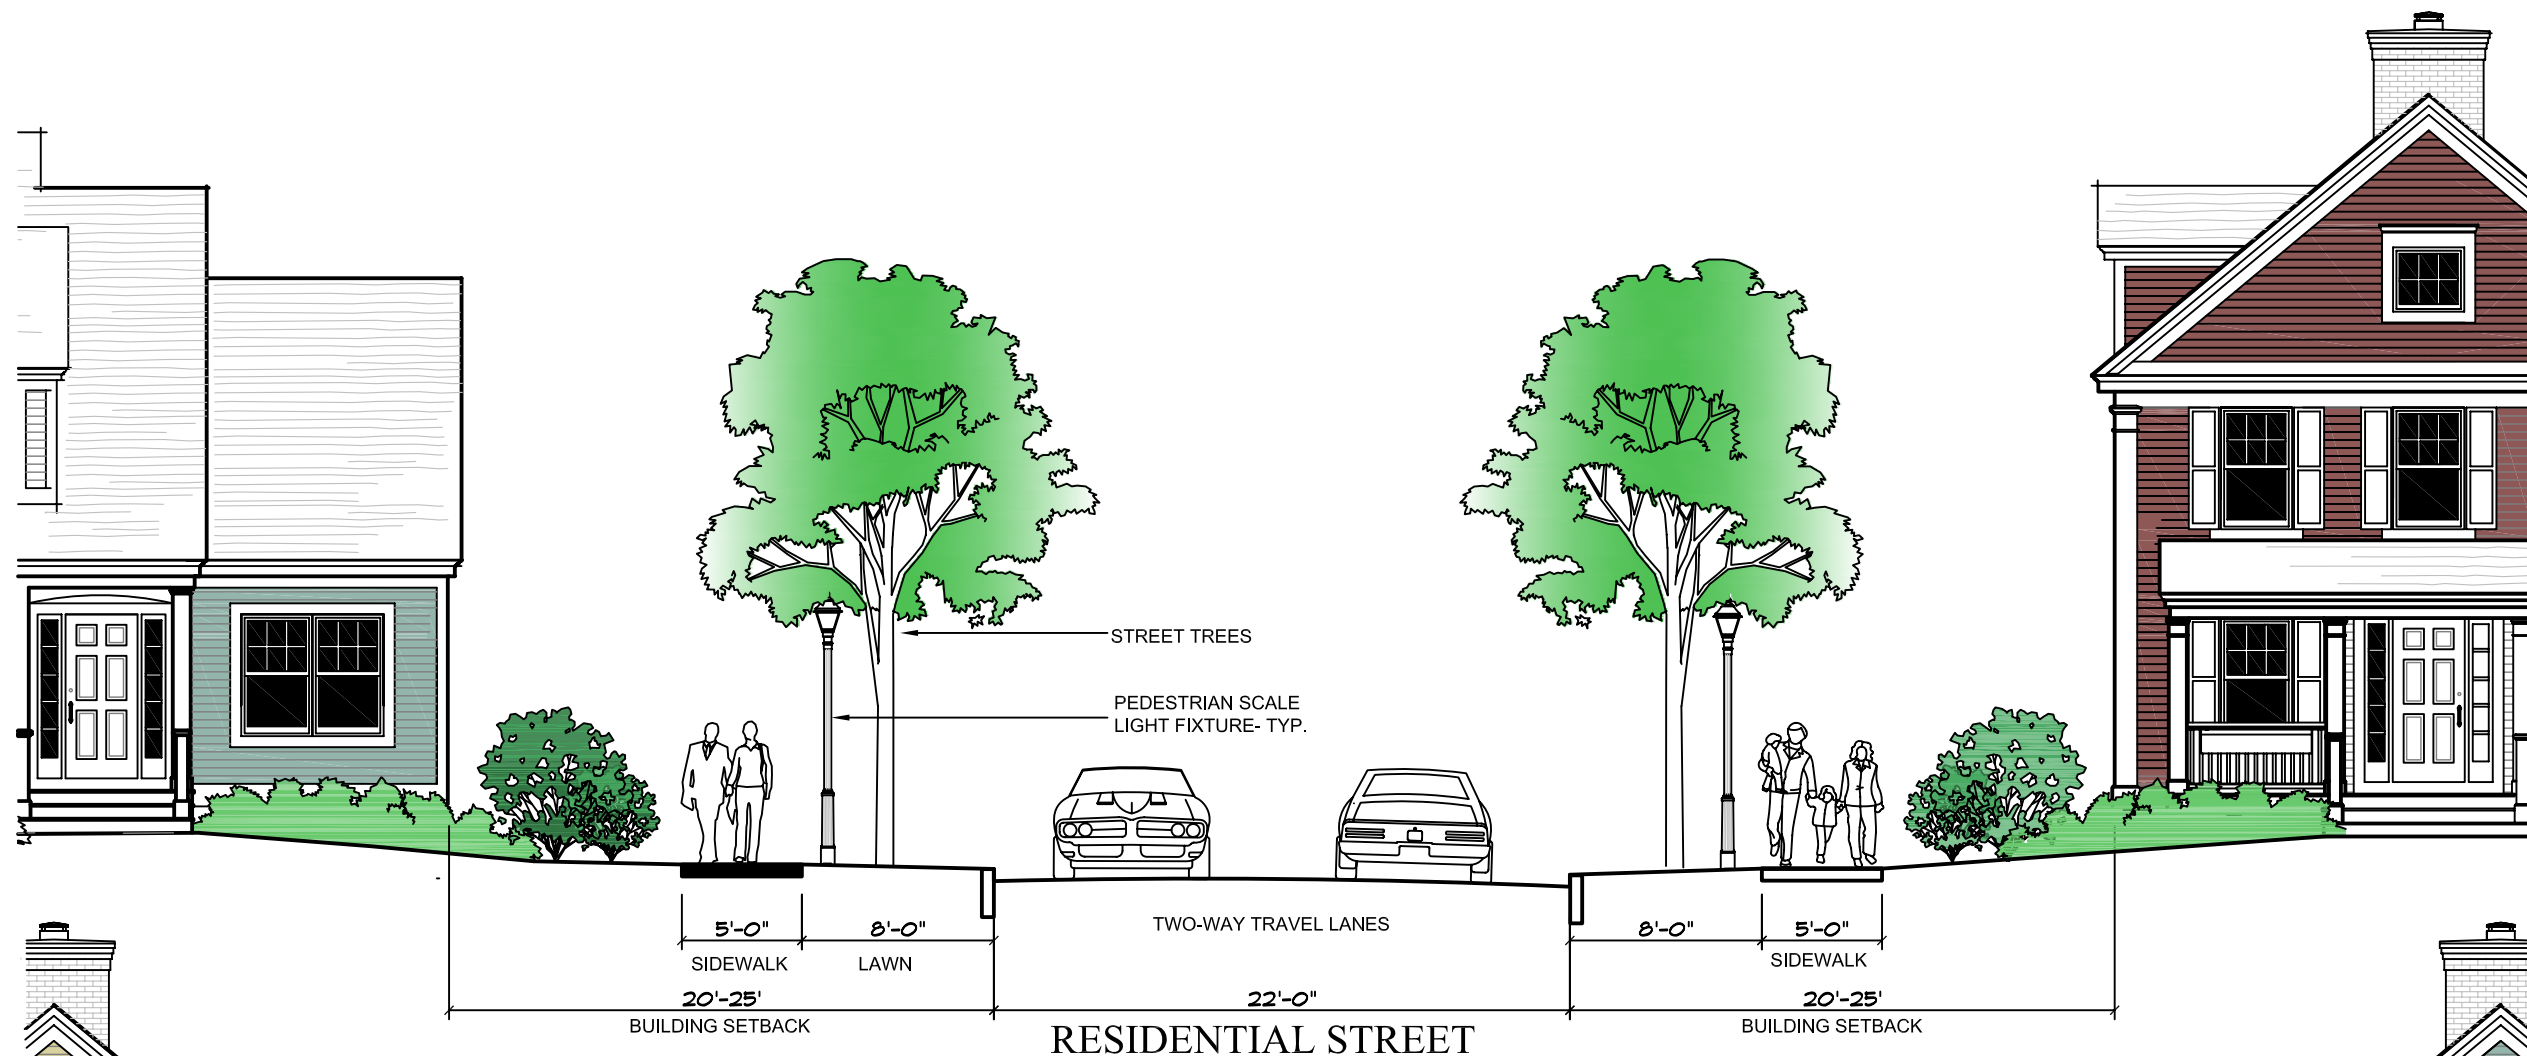 STREET TREES
PEDESTRIAN SCALE
LIGHT FIXTURE- TYP.
5'-0"
8'-0"
TWO-WAY TRAVEL LANES
8'-0"
5'-0"
SIDEWALK
LAWN
SIDEWALK
20'-25'
22'-0"
20'-25'
BUILDING SETBACK
BUILDING SETBACK
RESIDENTIAL STREET